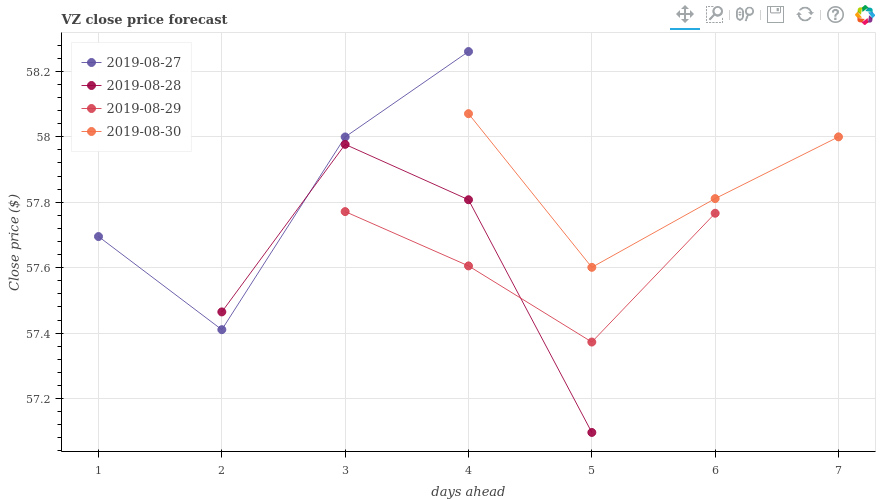 VZ close price forecast
2019-08-27
2019-08-28
2019-08-29
2019-08-30
Close price ($)
58.2
58
57.8
57.6
57.4
57.2
1 2 3 4 5 6 7
days ahead